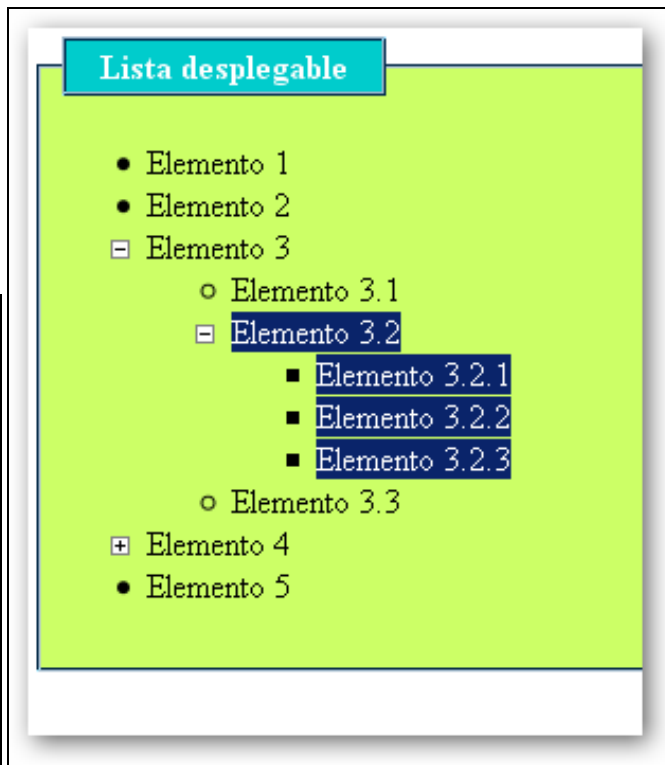 Lista desplegable
Elemento 1
Elemento 2
Elemento 3
Elemento 3.1
Elemento 3.2
Elemento 3.2.1
Elemento 3.2.2
Elemento 3.2.3
Elemento 3.3
Elemento 4
Elemento 5